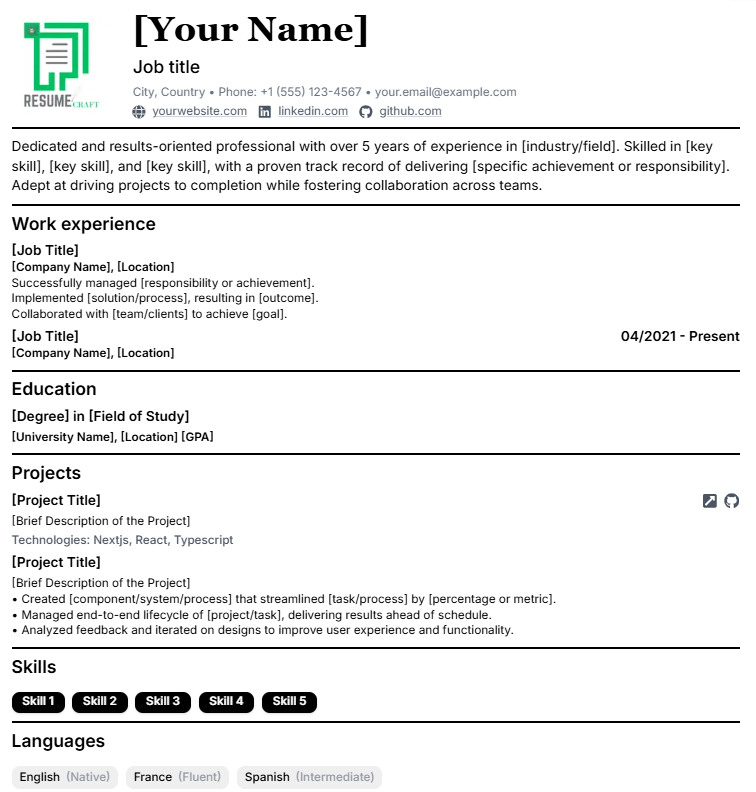 RESUMECRAFT
[Your Name]
Job title
City, Country • Phone: +1 (555) 123-4567 • your.email@example.com
yourwebsite.com linkedin.com github.com
Dedicated and results-oriented professional with over 5 years of experience in [industry/field]. Skilled in [key
skill], [key skill], and [key skill], with a proven track record of delivering [specific achievement or responsibility].
Adept at driving projects to completion while fostering collaboration across teams.
Work experience
[Job Title]
[Company Name], [Location]
Successfully managed [responsibility or achievement].
Implemented [solution/process], resulting in [outcome].
Collaborated with [team/clients] to achieve [goal].
[Job Title] 04/2021 - Present
[Company Name], [Location]
Education
[Degree] in [Field of Study]
[University Name], [Location] [GPA]
Projects
[Project Title]
[Brief Description of the Project]
Technologies: Nextjs, React, Typescript
[Project Title]
[Brief Description of the Project]
• Created [component/system/process] that streamlined [task/process] by [percentage or metric].
• Managed end-to-end lifecycle of [project/task], delivering results ahead of schedule.
• Analyzed feedback and iterated on designs to improve user experience and functionality.
Skills
Skill 1 Skill 2 Skill 3 Skill 4 Skill 5
Languages
English (Native) France (Fluent) Spanish (Intermediate)